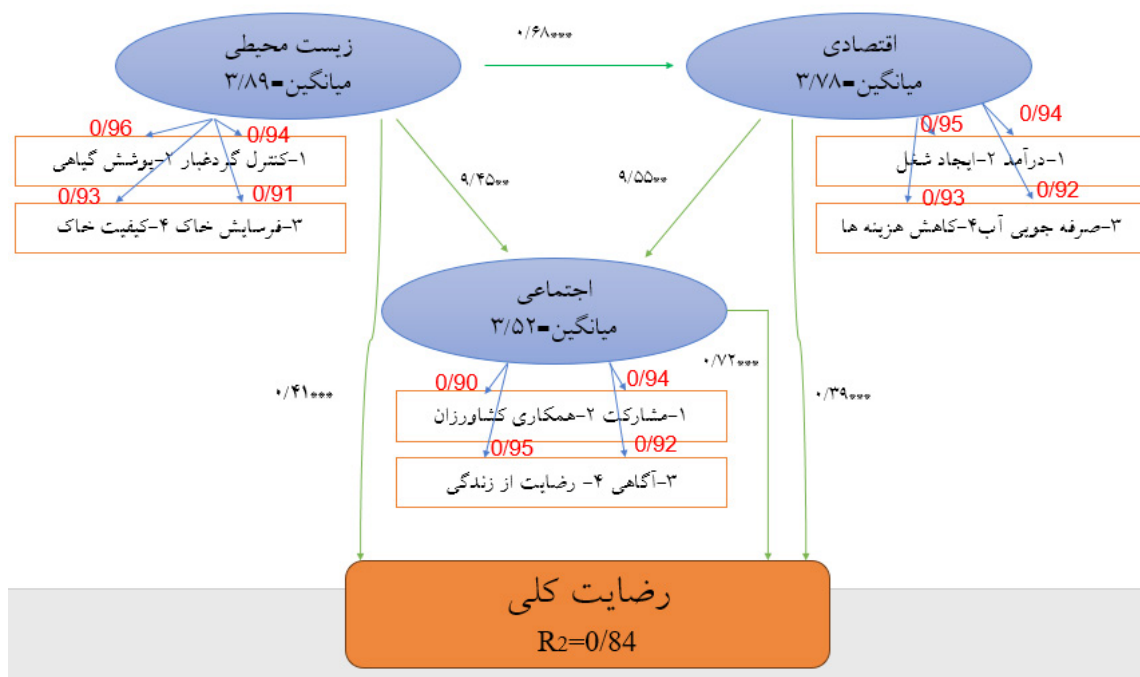 ۰/۶۸***
زیست محیطی
میانگین=۳/۸۹
اقتصادی
میانگین=۳/۷۸
0/96
0/94
۱-کنترل گردغبار ۲-پوشش گیاهی
0/93
0/91
۳-فرسایش خاک ۴-کیفیت خاک
0/95
0/94
۱-درآمد ۲-ایجاد شغل
0/93
0/92
۳-صرفه جویی آب۴-کاهش هزینه ها
۹/۴۵**
۹/۵۵**
اجتماعی
میانگین=۳/۵۲
۰/۷۲***
0/90
0/94
۱-مشارکت ۲-همکاری کشاورزان
0/95
0/92
۳-آگاهی ۴- رضایت از زندگی
۰/۴۱***
۰/۳۹***
رضایت کلی
R2=0/84